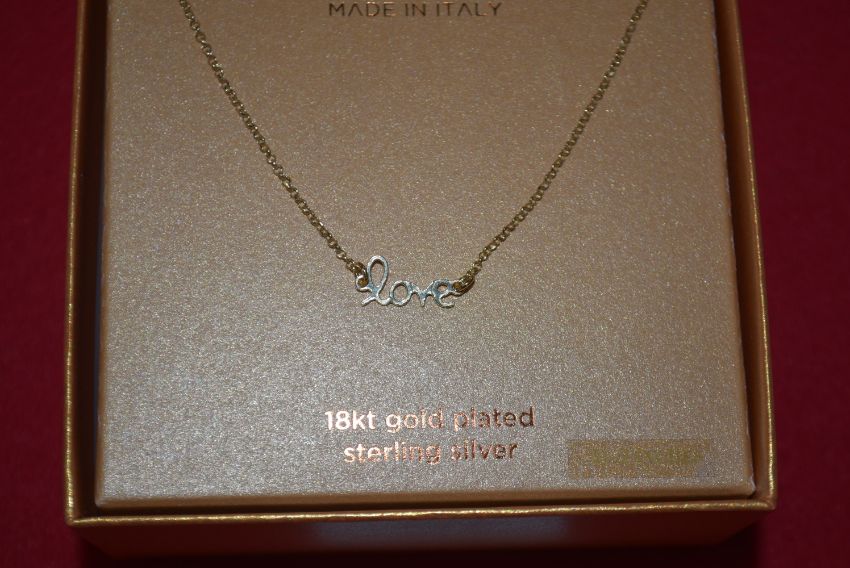 MADE IN ITALY
love
18kt gold plated
sterling silver